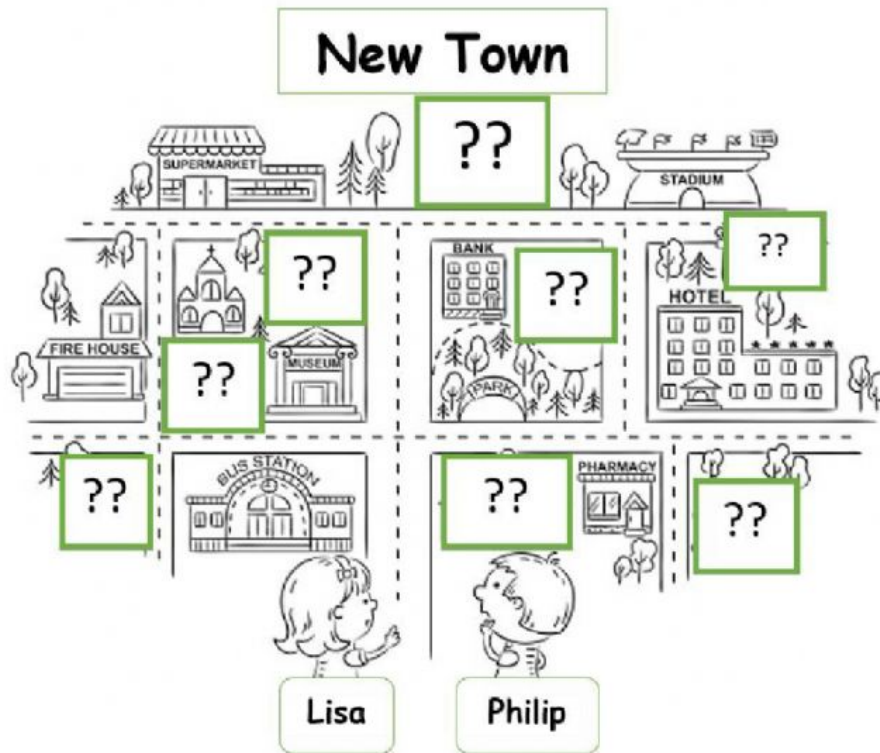 New Town
??
SUPERMARKET
STADIUM
??
??
BANK
??
HOTEL
FIRE HOUSE
??
MUSEUM
PARK
??
BUS STATION
??
PHARMACY
??
Lisa
Philip